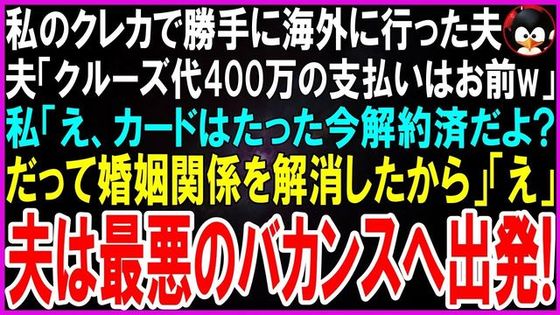 私のクレカで勝手に海外に行った夫
夫「クルーズ代400万の支払いはお前w」
私「え、カードはたった今解約済だよ?
だって婚姻関係を解消したから」「え」
夫は最悪のバカンスへ出発!